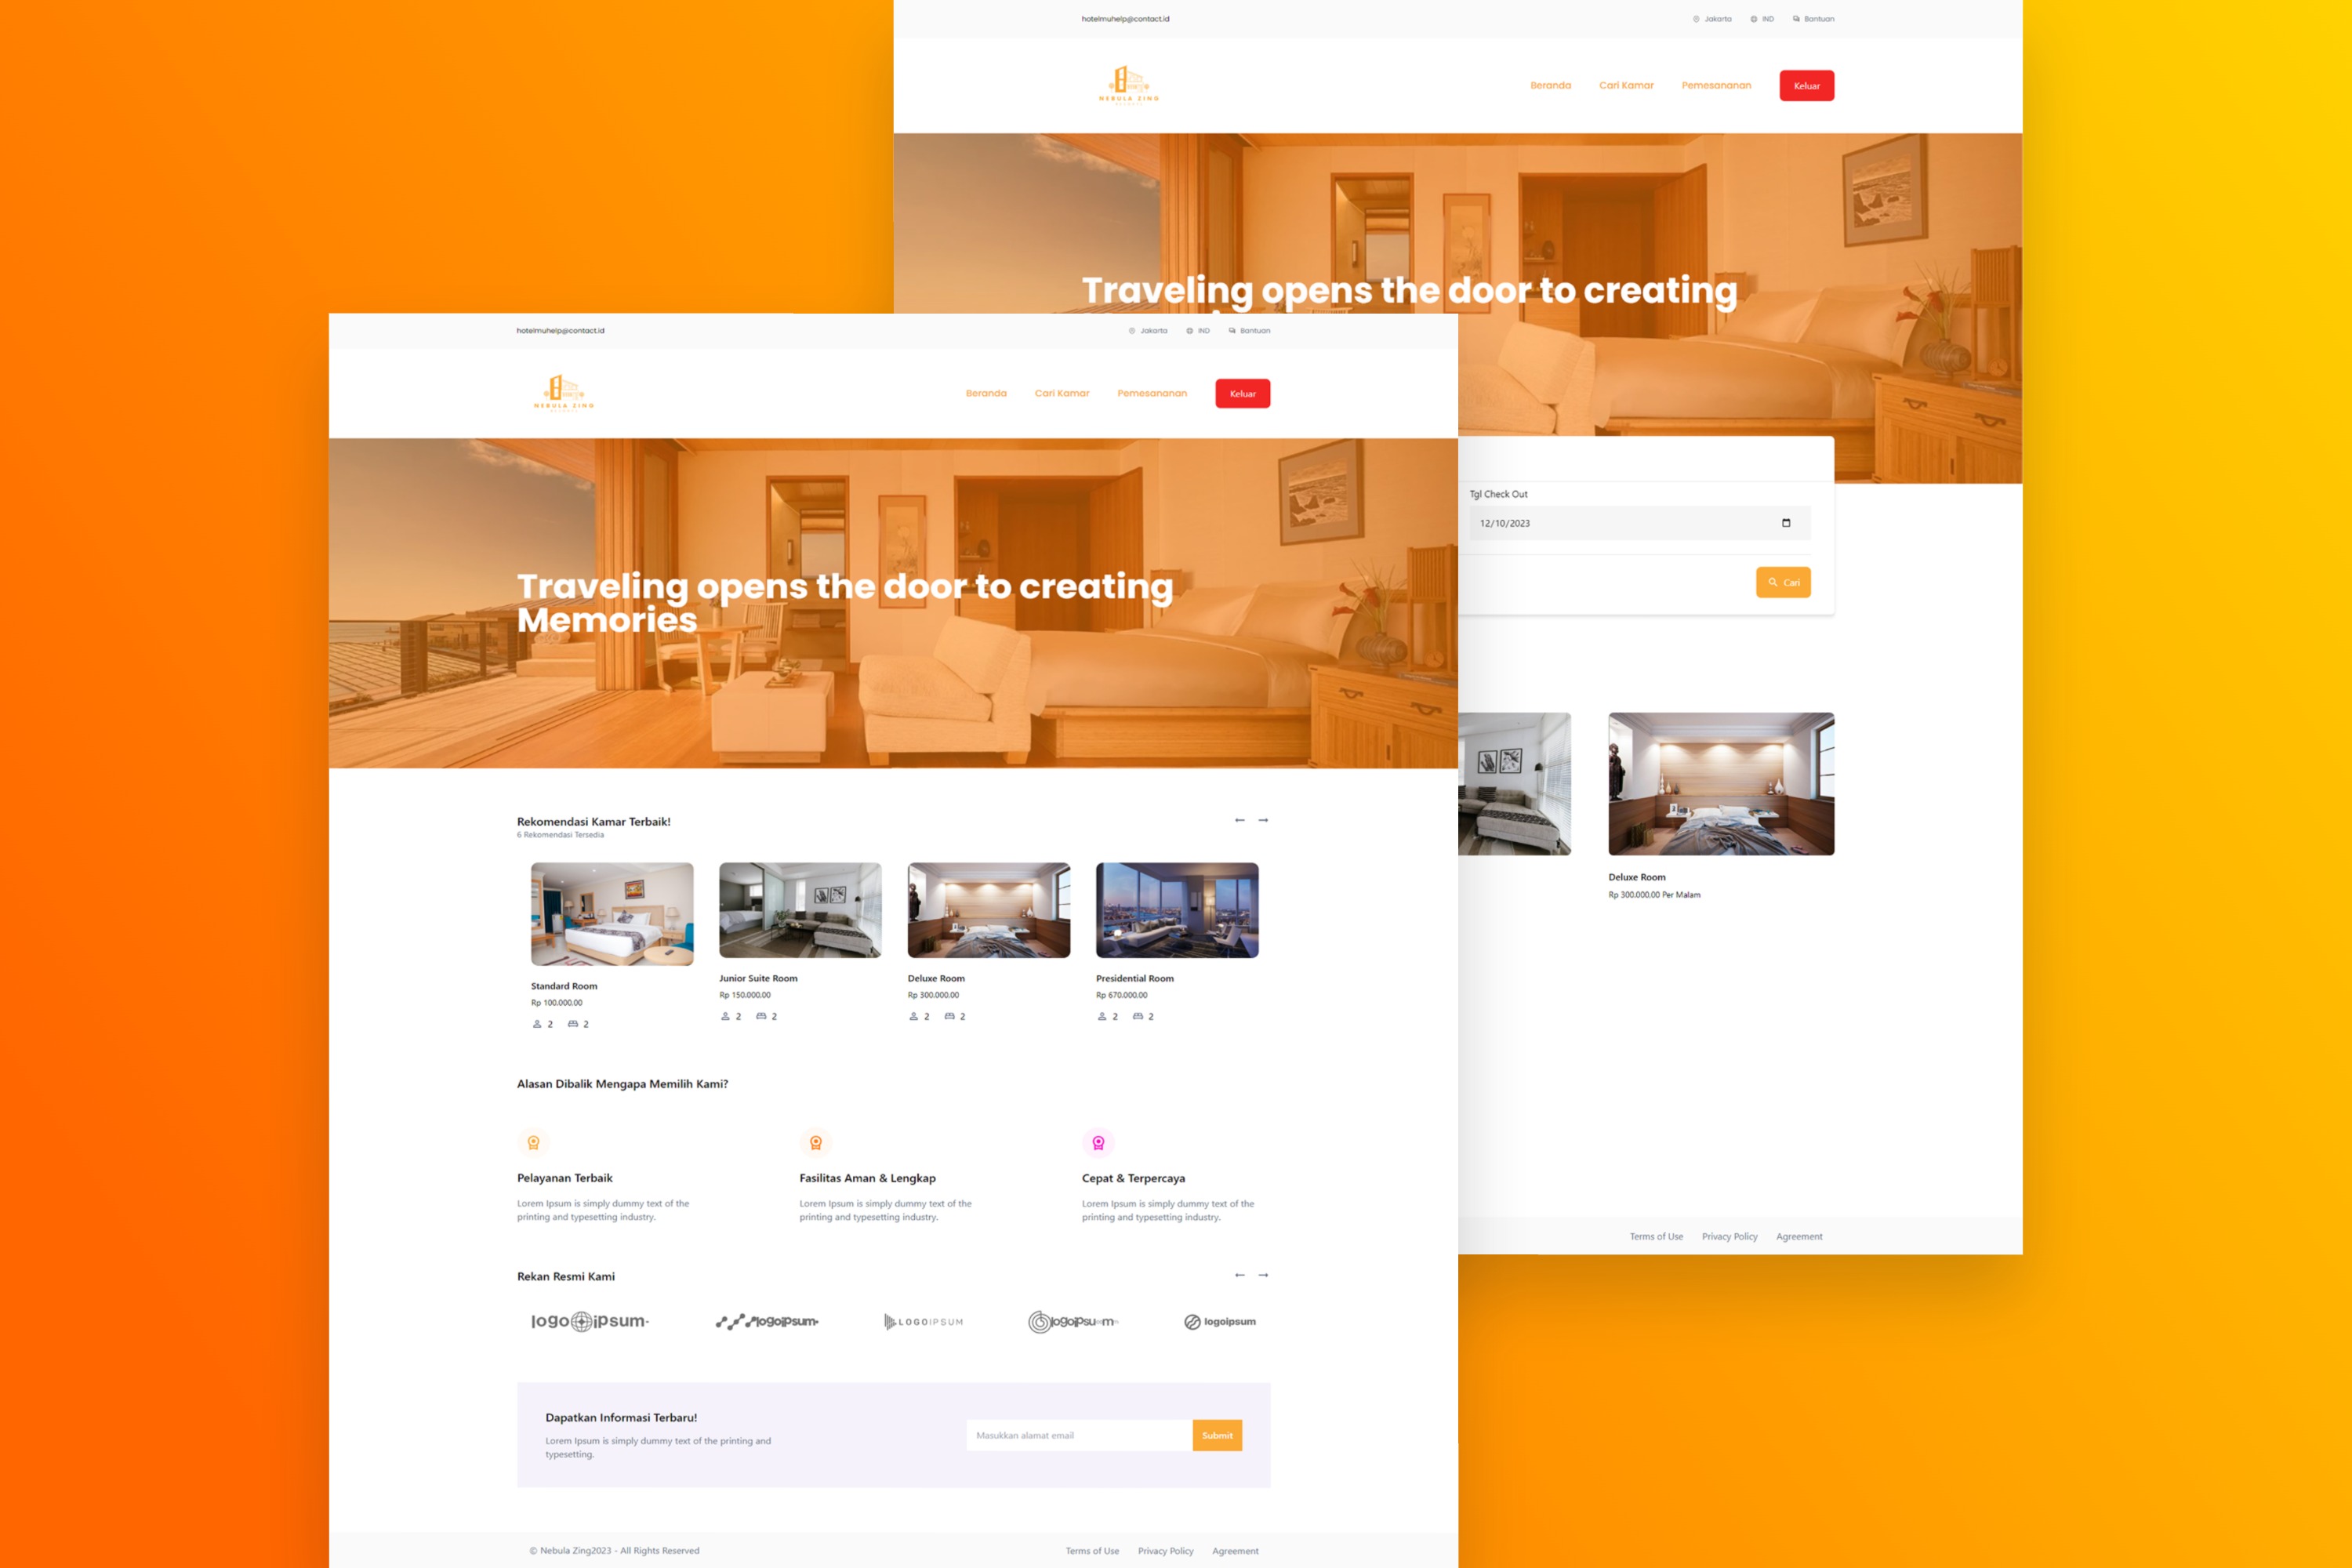 hotelmuhelp@contact.id
Jakarta IND Bantuan
NEBULA ZING
Beranda Cari Kamar Pemesananan Keluar
Traveling opens the door to creating
Tgl Check Out
12/10/2023
Cari
Deluxe Room
Rp 300.000.00 Per Malam
Terms of Use Privacy Policy Agreement
hotelmuhelp@contact.id
Jakarta IND Bantuan
NEBULA ZING
Beranda Cari Kamar Pemesananan Keluar
Traveling opens the door to creating
Memories
Rekomendasi Kamar Terbaik!
6 Rekomendasi Tersedia
Standard Room
Rp 100.000.00
2 2
Junior Suite Room
Rp 150.000.00
2 2
Deluxe Room
Rp 300.000.00
2 2
Presidential Room
Rp 670.000.00
2 2
Alasan Dibalik Mengapa Memilih Kami?
Pelayanan Terbaik
Lorem Ipsum is simply dummy text of the
printing and typesetting industry.
Fasilitas Aman & Lengkap
Lorem Ipsum is simply dummy text of the
printing and typesetting industry.
Cepat & Terpercaya
Lorem Ipsum is simply dummy text of the
printing and typesetting industry.
Rekan Resmi Kami
logo ipsum
logoipsum
LOGOIPSUM
logoipsum
logoipsum
Dapatkan Informasi Terbaru!
Lorem Ipsum is simply dummy text of the printing and
typesetting.
Masukkan alamat email
Submit
© Nebula Zing2023 - All Rights Reserved
Terms of Use Privacy Policy Agreement